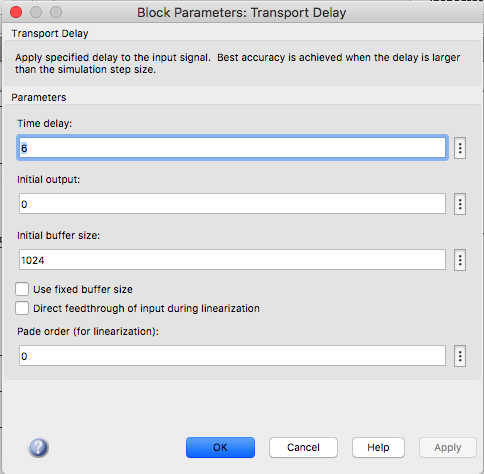 Block Parameters: Transport Delay
Transport Delay
Apply specified delay to the input signal.  Best accuracy is achieved when the delay is larger
than the simulation step size.
Parameters
Time delay:
6
Initial output:
0
Initial buffer size:
1024
Use fixed buffer size
Direct feedthrough of input during linearization
Pade order (for linearization):
0
? OK Cancel Help Apply